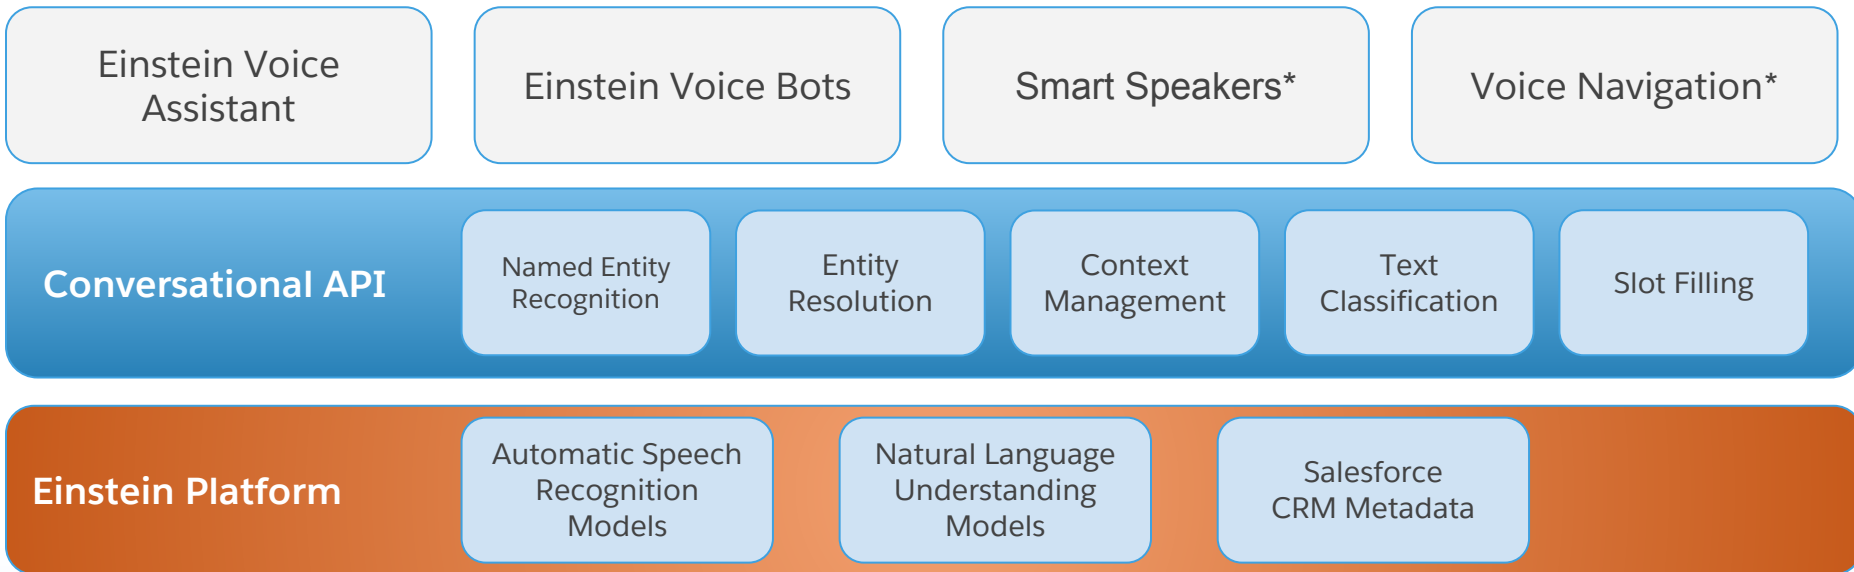 Einstein Voice
Assistant
Einstein Voice Bots
Smart Speakers*
Voice Navigation*
Conversational API
Named Entity
Recognition
Entity
Resolution
Context
Management
Text
Classification
Slot Filling
Einstein Platform
Automatic Speech
Recognition
Models
Natural Language
Understanding
Models
Salesforce
CRM Metadata